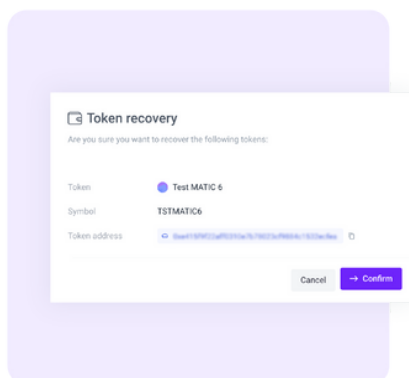 Token recovery
Are you sure you want to recover the following tokens:
Token Test MATIC 6
Symbol TSTMATIC6
Token address
Cancel → Confirm